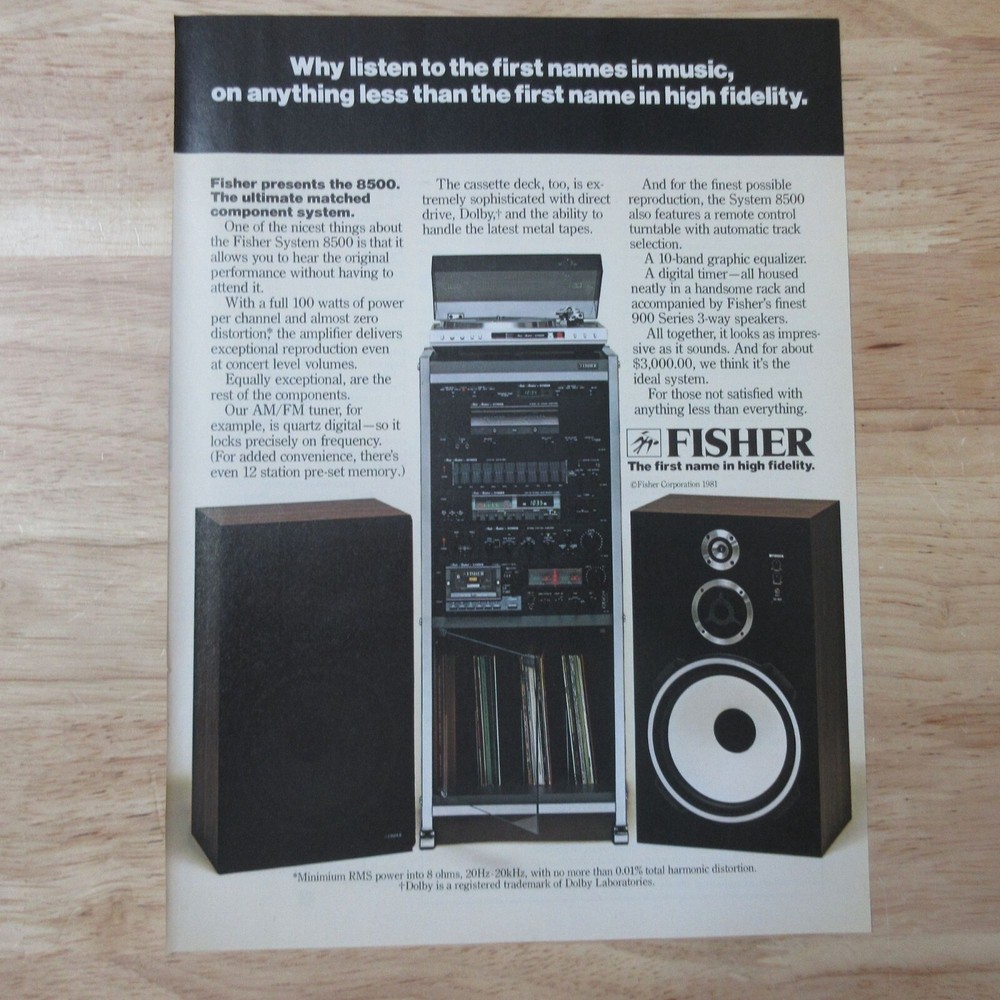 Why listen to the first names in music,
on anything less than the first name in high fidelity.
Fisher presents the 8500.
The ultimate matched
component system.
One of the nicest things about
the Fisher System 8500 is that it
allows you to hear the original
performance without having to
attend it.
With a full 100 watts of power
per channel and almost zero
distortion,* the amplifier delivers
exceptional reproduction even
at concert level volumes.
Equally exceptional, are the
rest of the components.
Our AM/FM tuner, for
example, is quartz digital—so it
locks precisely on frequency.
(For added convenience, there's
even 12 station pre-set memory.)
The cassette deck, too, is ex-
tremely sophisticated with direct
drive, Dolby,† and the ability to
handle the latest metal tapes.
And for the finest possible
reproduction, the System 8500
also features a remote control
turntable with automatic track
selection.
A 10-band graphic equalizer.
A digital timer—all housed
neatly in a handsome rack and
accompanied by Fisher's finest
900 Series 3-way speakers.
All together, it looks as impres-
sive as it sounds. And for about
$3,000.00, we think it's the
ideal system.
For those not satisfied with
anything less than everything.
FISHER
The first name in high fidelity.
©Fisher Corporation 1981
FISHER
FISHER
*Minimium RMS power into 8 ohms, 20Hz-20kHz, with no more than 0.01% total harmonic distortion.
†Dolby is a registered trademark of Dolby Laboratories.